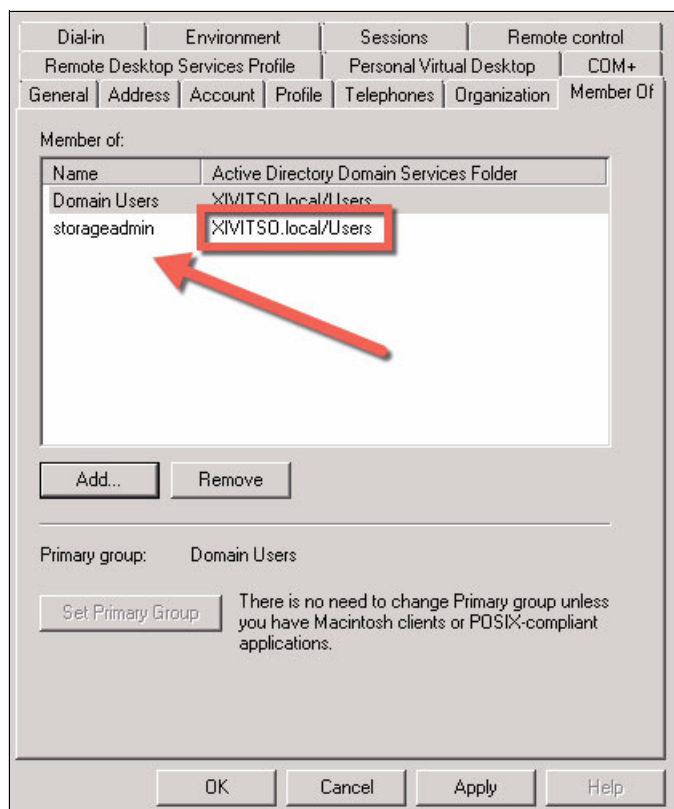 Dial-in Environment Sessions Remote control
Remote Desktop Services Profile Personal Virtual Desktop COM+
General Address Account Profile Telephones Organization Member Of
Member of:
Name Active Directory Domain Services Folder
Domain Users XIVITSO.local/Users
storageadmin XIVITSO.local/Users
Add... Remove
Primary group: Domain Users
Set Primary Group
There is no need to change Primary group unless
you have Macintosh clients or POSIX-compliant
applications.
OK Cancel Apply Help